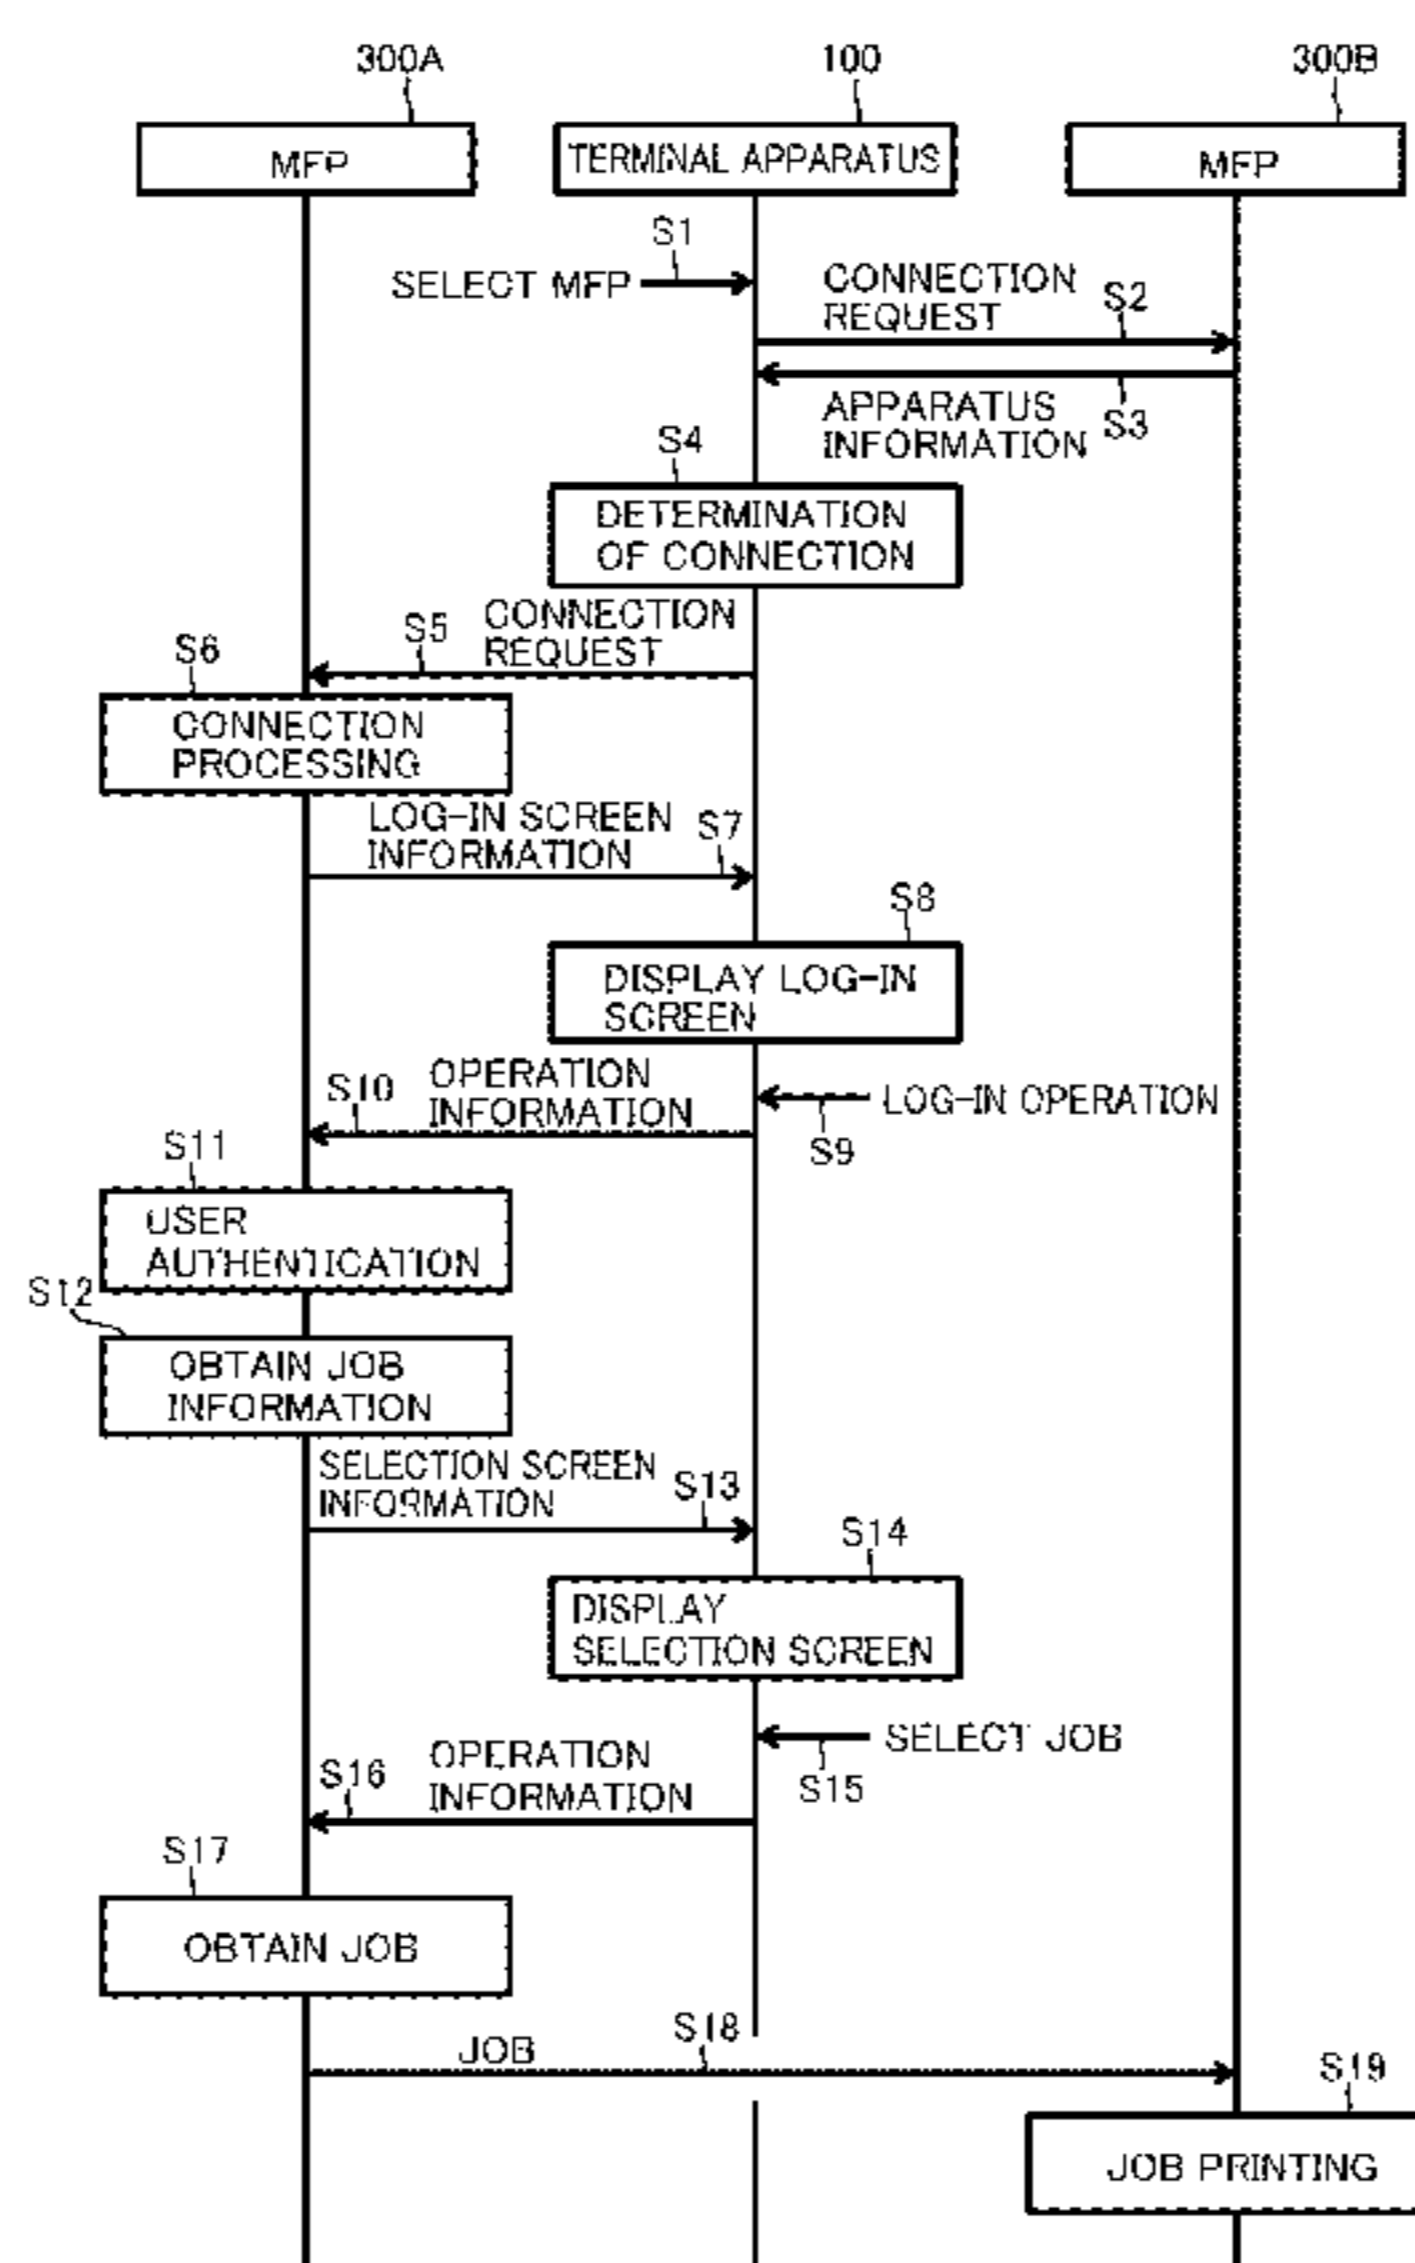 300A
100
300B
MFP
TERMINAL APPARATUS
MFP
S1
SELECT MFP
CONNECTION
REQUEST
S2
APPARATUS
INFORMATION
S3
S4
DETERMINATION
OF CONNECTION
CONNECTION
REQUEST
S5
S6
CONNECTION
PROCESSING
LOG-IN SCREEN
INFORMATION
S7
S8
DISPLAY LOG-IN
SCREEN
OPERATION
INFORMATION
S10
LOG-IN OPERATION
S9
S11
USER
AUTHENTICATION
S12
OBTAIN JOB
INFORMATION
SELECTION SCREEN
INFORMATION
S13
S14
DISPLAY
SELECTION SCREEN
SELECT JOB
S15
OPERATION
INFORMATION
S16
S17
OBTAIN JOB
JOB
S18
S19
JOB PRINTING